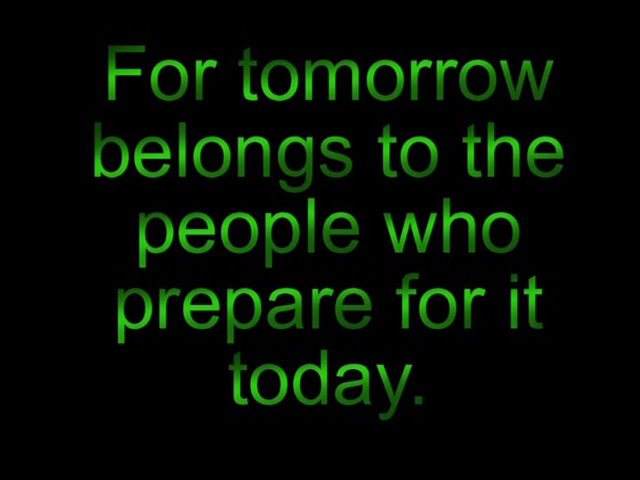 For tomorrow
belongs to the
people who
prepare for it
today.